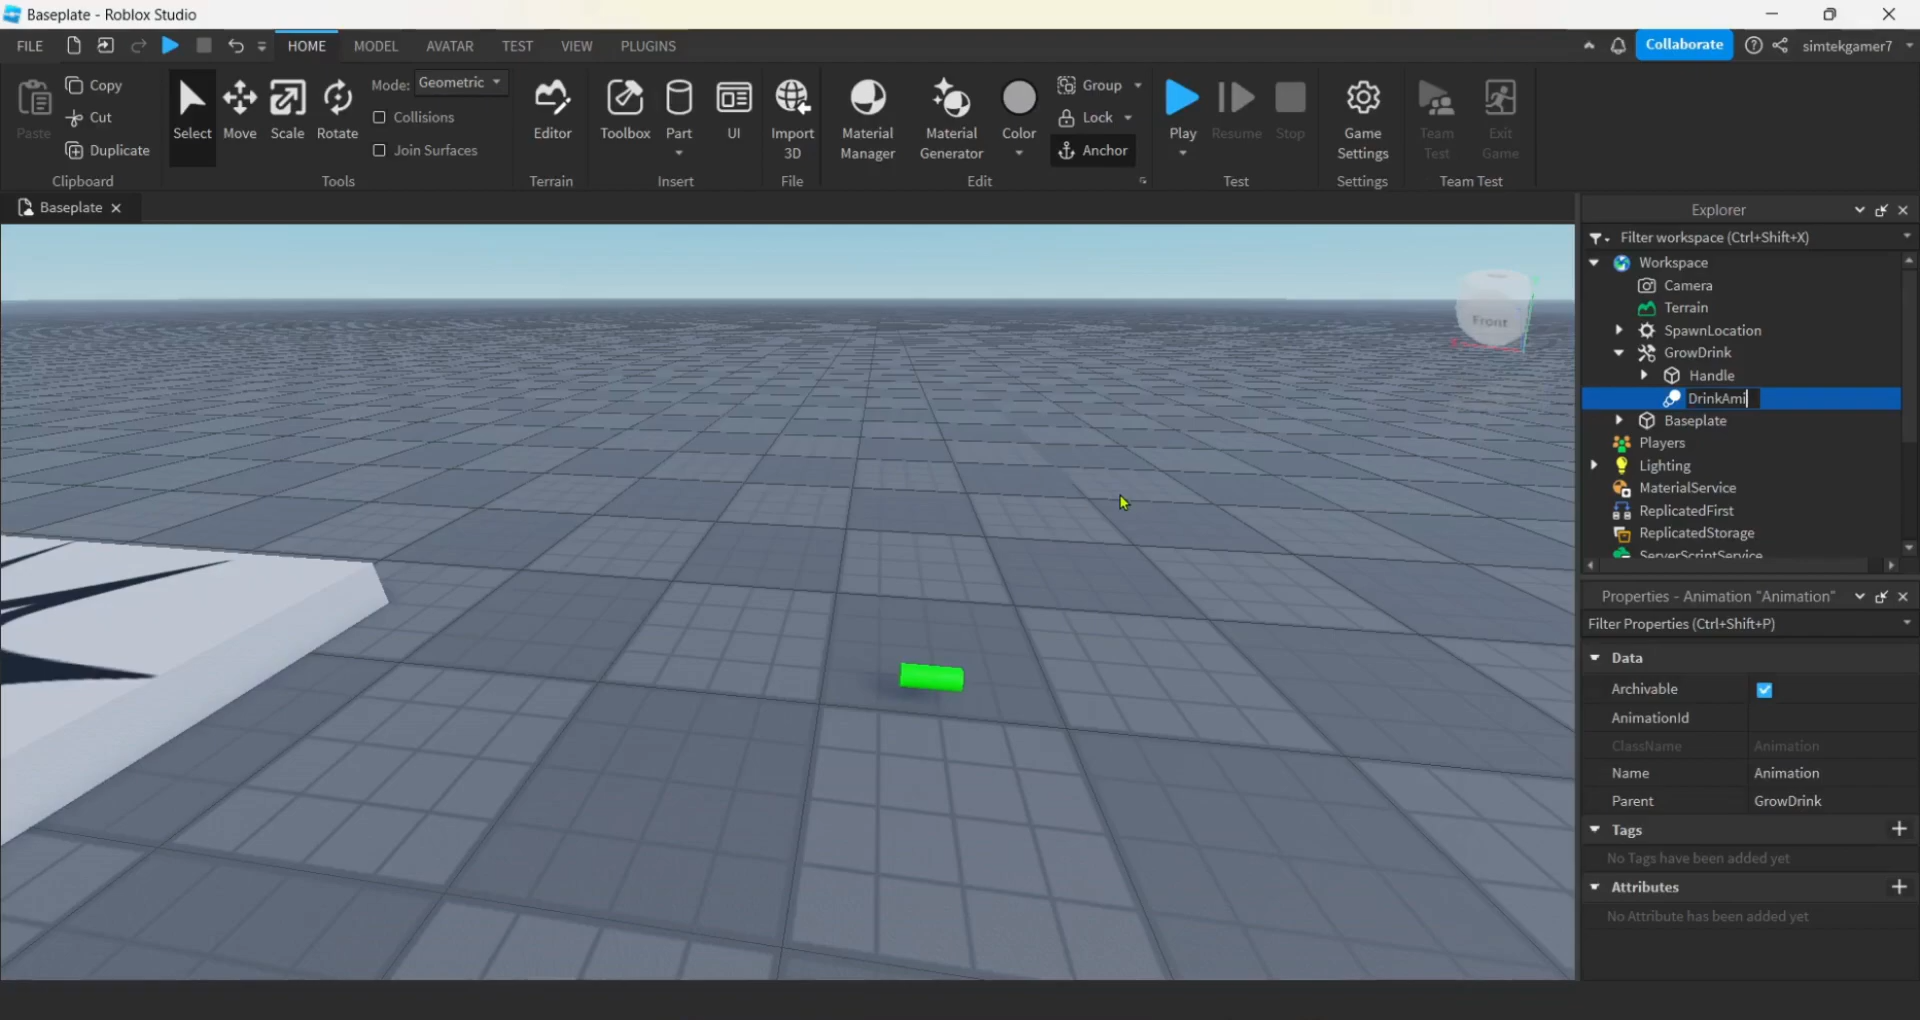 Baseplate - Roblox Studio
FILE HOME MODEL AVATAR TEST VIEW PLUGINS Collaborate simtekgamer7
Paste
Copy
Cut
Duplicate
Clipboard
Select Move Scale Rotate
Mode: Geometric
Collisions
Join Surfaces
Tools
Editor
Terrain
Toolbox Part UI
Insert
Import
3D
File
Material
Manager
Material
Generator
Color
Group
Lock
Anchor
Edit
Play Resume Stop
Test
Game
Settings
Settings
Team
Test
Exit
Game
Team Test
Baseplate
Front
Explorer
Filter workspace (Ctrl+Shift+X)
Workspace
Camera
Terrain
SpawnLocation
GrowDrink
Handle
DrinkAmi
Baseplate
Players
Lighting
MaterialService
ReplicatedFirst
ReplicatedStorage
ServerScriptService
Properties - Animation "Animation"
Filter Properties (Ctrl+Shift+P)
Data
Archivable
AnimationId
ClassName Animation
Name Animation
Parent GrowDrink
Tags
No Tags have been added yet
Attributes
No Attribute has been added yet